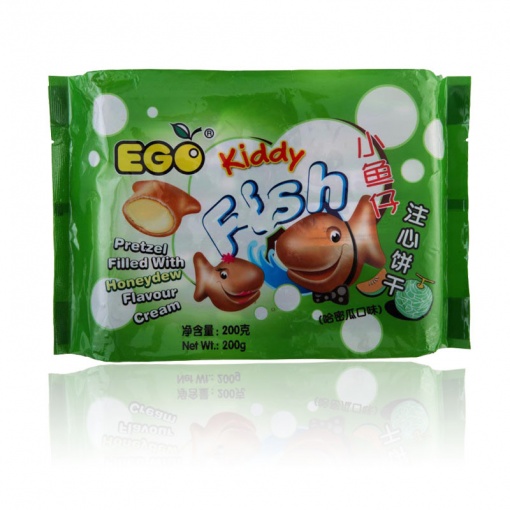 EGO®
Kiddy
Fish
小鱼仔
注心饼干
Pretzel
Filled With
Honeydew
Flavour
Cream
(哈密瓜口味)
净含量: 200克
Net Wt.: 200g